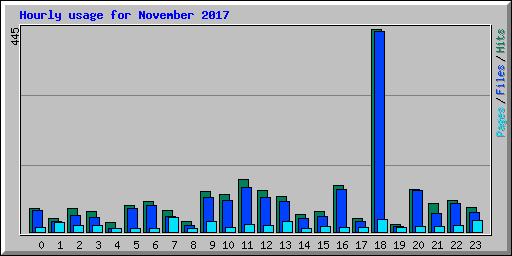 Hourly usage for November 2017
445
Pages/Files/Hits
0 1 2 3 4 5 6 7 8 9 10 11 12 13 14 15 16 17 18 19 20 21 22 23